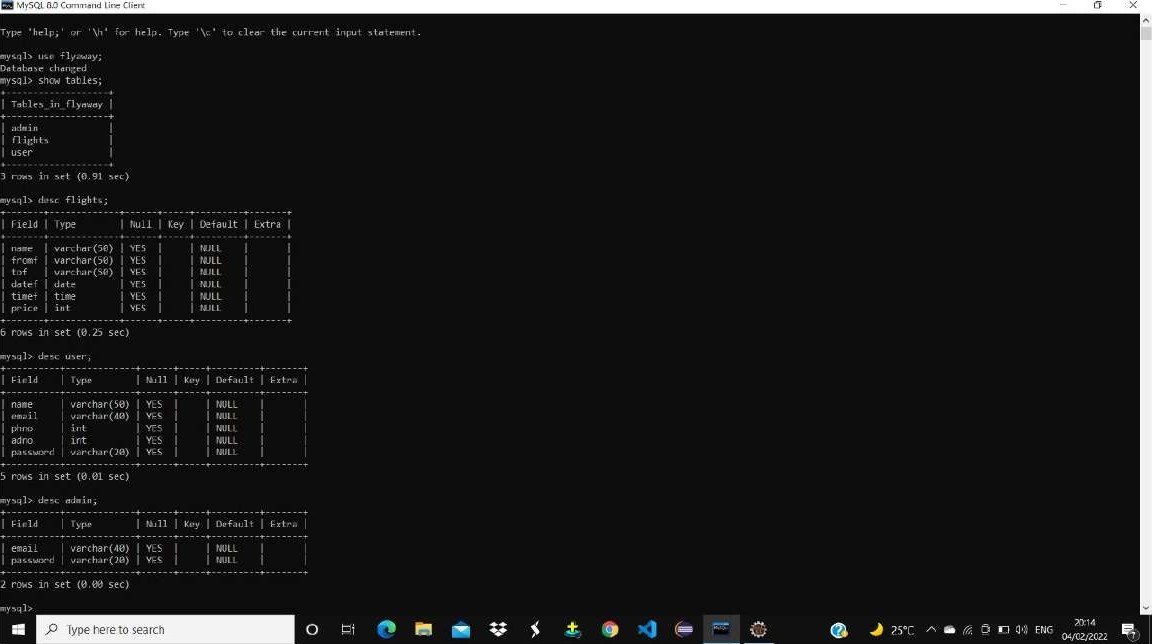 MySQL 8.0 Command Line Client
Type 'help;' or '\h' for help. Type '\c' to clear the current input statement.
mysql> use flyaway;
Database changed
mysql> show tables;
+-------------------+
| Tables_in_flyaway |
+-------------------+
| admin             |
| flights           |
| user              |
+-------------------+
3 rows in set (0.91 sec)
mysql> desc flights;
+-------+-------------+------+-----+---------+-------+
| Field | Type        | Null | Key | Default | Extra |
+-------+-------------+------+-----+---------+-------+
| name  | varchar(50) | YES  |     | NULL    |       |
| fromf | varchar(50) | YES  |     | NULL    |       |
| tof   | varchar(50) | YES  |     | NULL    |       |
| datef | date        | YES  |     | NULL    |       |
| timef | time        | YES  |     | NULL    |       |
| price | int         | YES  |     | NULL    |       |
+-------+-------------+------+-----+---------+-------+
6 rows in set (0.25 sec)
mysql> desc user;
+----------+-------------+------+-----+---------+-------+
| Field    | Type        | Null | Key | Default | Extra |
+----------+-------------+------+-----+---------+-------+
| name     | varchar(50) | YES  |     | NULL    |       |
| email    | varchar(40) | YES  |     | NULL    |       |
| phno     | int         | YES  |     | NULL    |       |
| adno     | int         | YES  |     | NULL    |       |
| password | varchar(20) | YES  |     | NULL    |       |
+----------+-------------+------+-----+---------+-------+
5 rows in set (0.01 sec)
mysql> desc admin;
+----------+-------------+------+-----+---------+-------+
| Field    | Type        | Null | Key | Default | Extra |
+----------+-------------+------+-----+---------+-------+
| email    | varchar(40) | YES  |     | NULL    |       |
| password | varchar(20) | YES  |     | NULL    |       |
+----------+-------------+------+-----+---------+-------+
2 rows in set (0.00 sec)
mysql>
Type here to search
25°C
ENG
20:14
04/02/2022